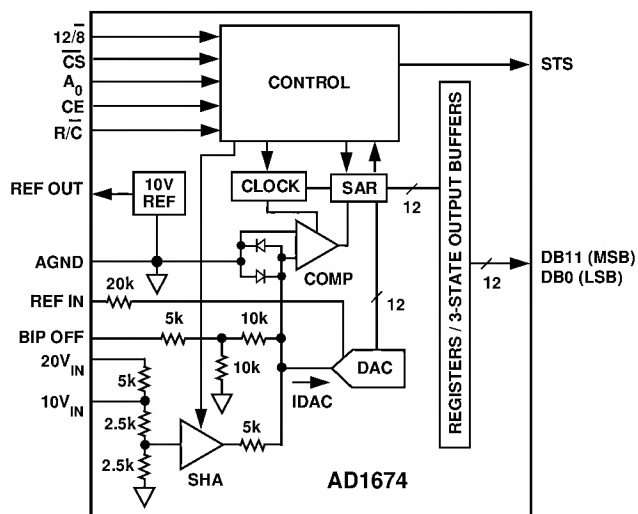 12/8̅
C̅S̅
A0
CE
R/C̅
CONTROL
STS
REF OUT
10V
REF
CLOCK
SAR
12
AGND
COMP
REF IN
20k
12
BIP OFF
5k
10k
10k
20VIN
5k
10VIN
2.5k
2.5k
SHA
5k
IDAC
DAC
REGISTERS / 3-STATE OUTPUT BUFFERS
12
DB11 (MSB)
DB0 (LSB)
AD1674